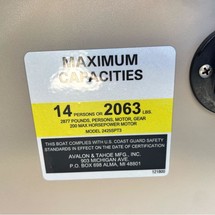 MAXIMUM
CAPACITIES
14 PERSONS OR 2063 LBS.
2877 POUNDS, PERSONS, MOTOR, GEAR
200 MAX HORSEPOWER MOTOR
MODEL 2425SPT3
THIS BOAT COMPLIES WITH U.S. COAST GUARD SAFETY
STANDARDS IN EFFECT ON THE DATE OF CERTIFICATION
AVALON & TAHOE MFG., INC.
903 MICHIGAN AVE.
P.O. BOX 698 ALMA, MI 48801